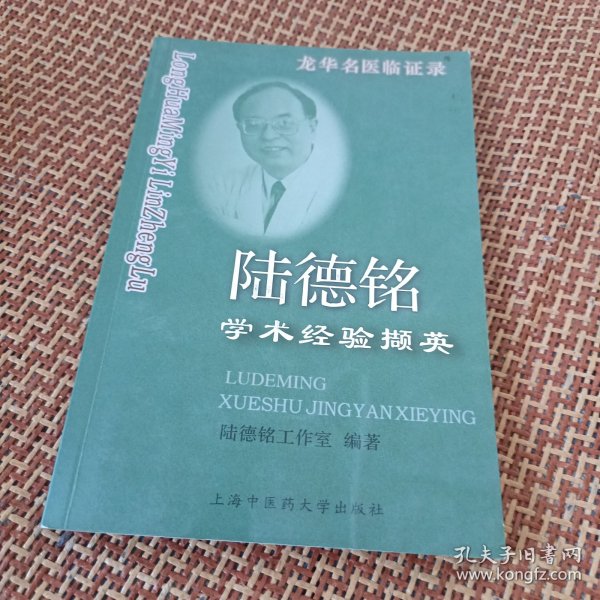 龙华名医临证录
LongHuaMingYi LinZhengLu
陆德铭
学术经验撷英
LUDEMING
XUESHU JINGYANXIEYING
陆德铭工作室 编著
上海中医药大学出版社
孔夫子旧书网
www.kongfz.com